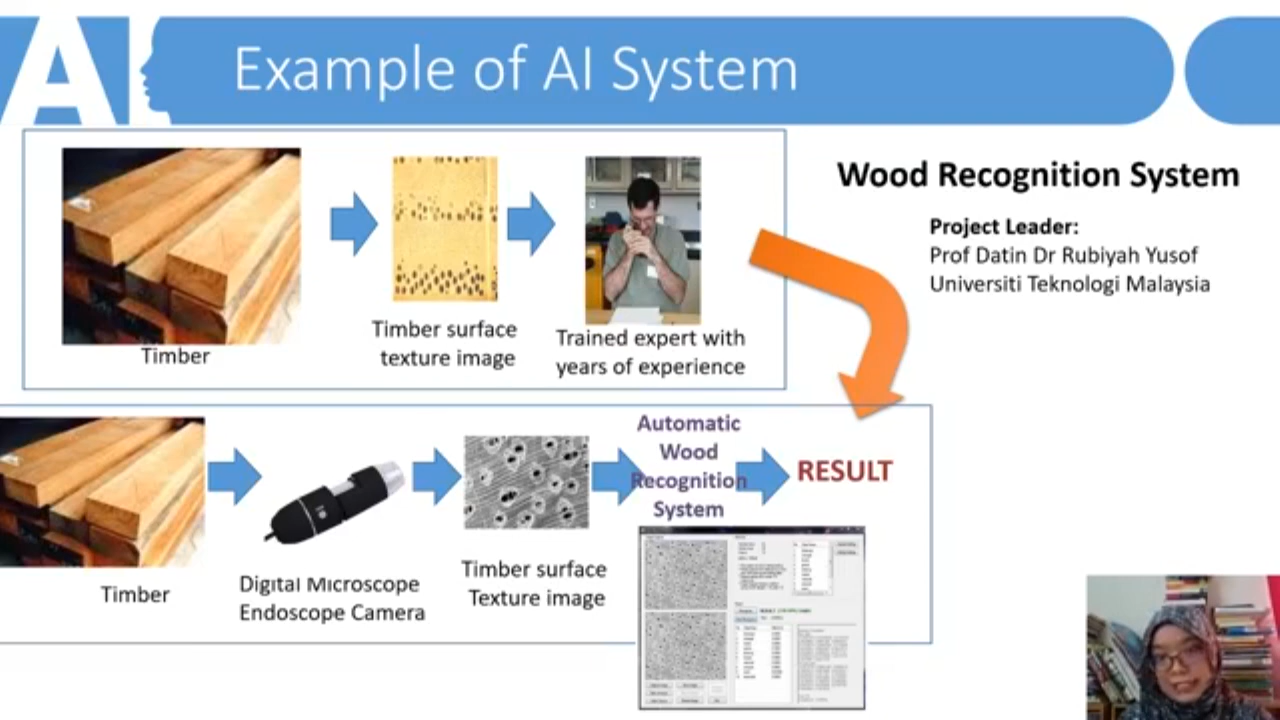 AI
Example of AI System
Wood Recognition System
Project Leader:
Prof Datin Dr Rubiyah Yusof
Universiti Teknologi Malaysia
Timber
Timber surface
texture image
Trained expert with
years of experience
Automatic
Wood
Recognition
System
RESULT
Timber
Digital Microscope
Endoscope Camera
Timber surface
Texture image